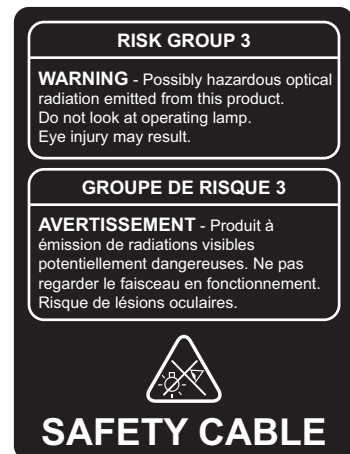 RISK GROUP 3
WARNING - Possibly hazardous optical
radiation emitted from this product.
Do not look at operating lamp.
Eye injury may result.
GROUPE DE RISQUE 3
AVERTISSEMENT - Produit à
émission de radiations visibles
potentiellement dangereuses. Ne pas
regarder le faisceau en fonctionnement.
Risque de lésions oculaires.
SAFETY CABLE